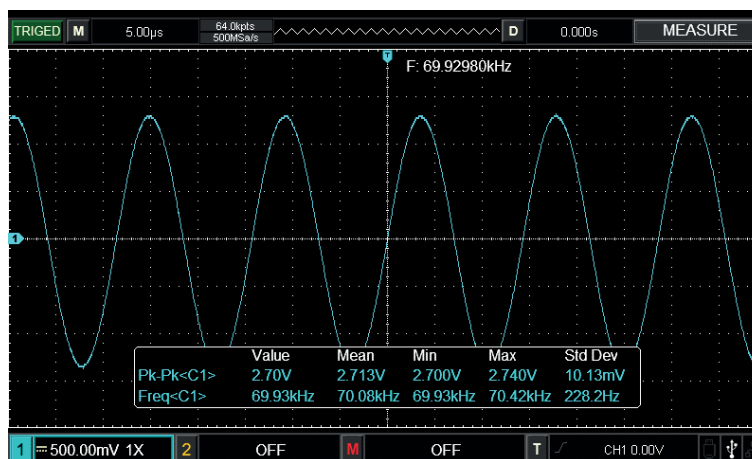 TRIGED M 5.00µs 64.0kpts 500MSa/s D 0.000s MEASURE
T
F: 69.92980kHz
1
Value Mean Min Max Std Dev
Pk-Pk<C1> 2.70V 2.713V 2.700V 2.740V 10.13mV
Freq<C1> 69.93kHz 70.08kHz 69.93kHz 70.42kHz 228.2Hz
1 500.00mV 1X 2 OFF M OFF T CH1 0.00V